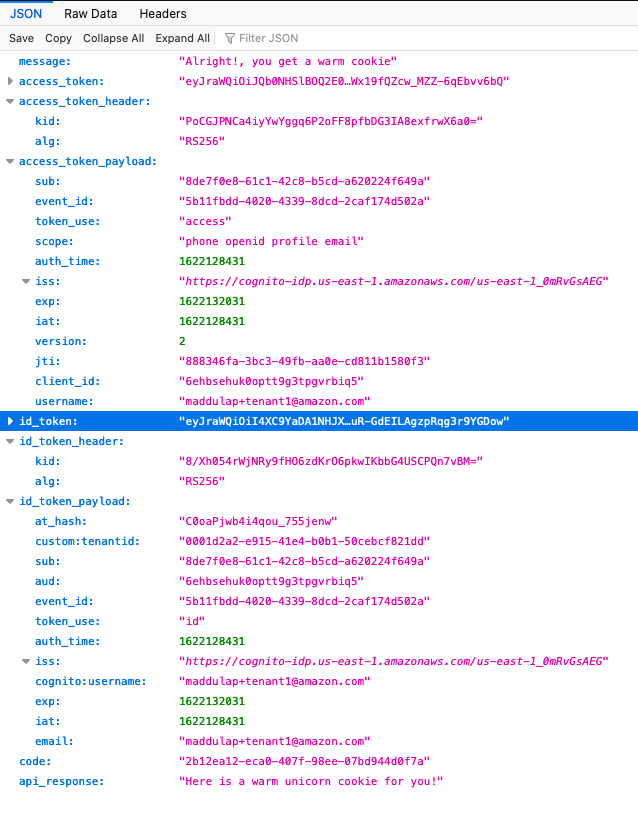 JSON Raw Data Headers
Save Copy Collapse All Expand All Filter JSON
message: "Alright!, you get a warm cookie"
access_token: "eyJraWQiOiJQb0NHSlBOQ2E0…Wx19fQZcw_MZZ-6qEbvv6bQ"
access_token_header:
kid: "PoCGJPNCa4iyYwYggq6P2oFF8pfbDG3IA8exfrwX6a0="
alg: "RS256"
access_token_payload:
sub: "8de7f0e8-61c1-42c8-b5cd-a620224f649a"
event_id: "5b11fbdd-4020-4339-8dcd-2caf174d502a"
token_use: "access"
scope: "phone openid profile email"
auth_time: 1622128431
iss: "https://cognito-idp.us-east-1.amazonaws.com/us-east-1_0mRvGsAEG"
exp: 1622132031
iat: 1622128431
version: 2
jti: "888346fa-3bc3-49fb-aa0e-cd811b1580f3"
client_id: "6ehbsehuk0optt9g3tpgvrbiq5"
username: "maddulap+tenant1@amazon.com"
id_token: "eyJraWQiOiI4XC9YaDA1NHJX…uR-GdEILAgzpRqg3r9YGDow"
id_token_header:
kid: "8/Xh054rWjNRy9fHO6zdKrO6pkwIKbbG4USCPQn7vBM="
alg: "RS256"
id_token_payload:
at_hash: "C0oaPjwb4i4qou_755jenw"
custom:tenantid: "0001d2a2-e915-41e4-b0b1-50cebcf821dd"
sub: "8de7f0e8-61c1-42c8-b5cd-a620224f649a"
aud: "6ehbsehuk0optt9g3tpgvrbiq5"
event_id: "5b11fbdd-4020-4339-8dcd-2caf174d502a"
token_use: "id"
auth_time: 1622128431
iss: "https://cognito-idp.us-east-1.amazonaws.com/us-east-1_0mRvGsAEG"
cognito:username: "maddulap+tenant1@amazon.com"
exp: 1622132031
iat: 1622128431
email: "maddulap+tenant1@amazon.com"
code: "2b12ea12-eca0-407f-98ee-07bd944d0f7a"
api_response: "Here is a warm unicorn cookie for you!"